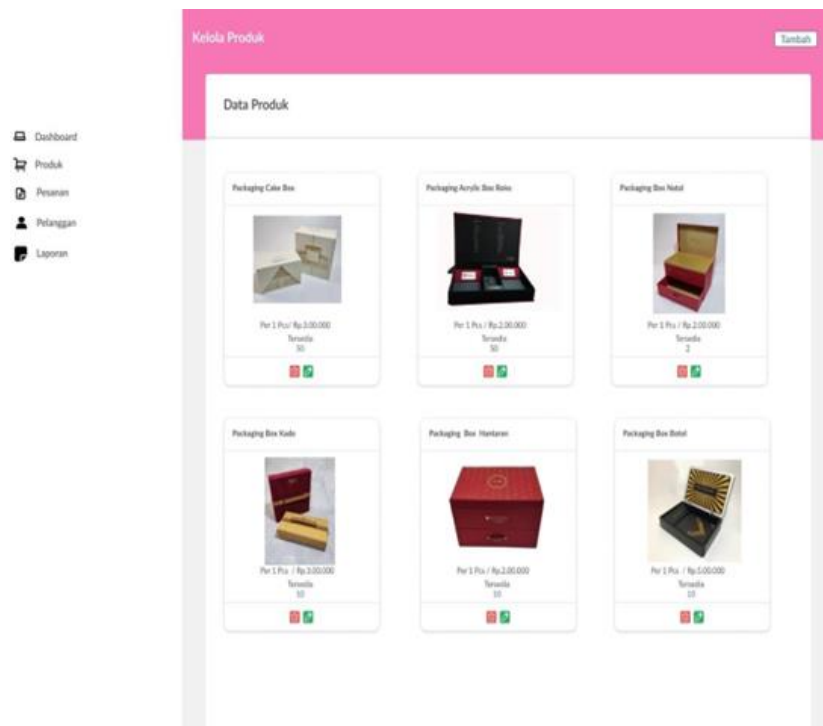 Kelola Produk
Tambah
Data Produk
Dashboard
Produk
Pesanan
Pelanggan
Laporan
Packaging Cake Box
Packaging Acrylic Box Roko
Packaging Box Natal
Per 1 Pcs/ Rp.3.00.000
Per 1 Pcs / Rp.2.00.000
Per 1 Pcs / Rp.2.00.000
Tersedia
Tersedia
Tersedia
50
50
2
Packaging Box Kado
Packaging Box Hantaran
Packaging Box Botol
Per 1 Pcs / Rp.3.00.000
Per 1 Pcs / Rp.2.00.000
Per 1 Pcs / Rp.5.00.000
Tersedia
Tersedia
Tersedia
10
10
10